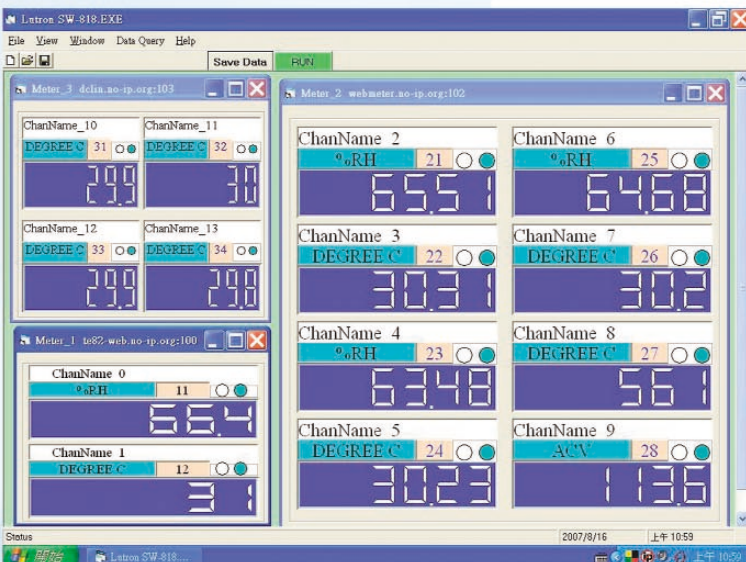 Lutron SW-818.EXE
File View Window Data Query Help
Save Data RUN
Meter_3 dclin.no-ip.org:103
ChanName_10 ChanName_11
DEGREE C 31 DEGREE C 32
29.9 30
ChanName_12 ChanName_13
DEGREE C 33 DEGREE C 34
29.9 29.8
Meter_1 te82-web.no-ip.org:100
ChanName 0
%RH 11
66.4
ChanName 1
DEGREE C 12
31
Meter_2 webmeter.no-ip.org:102
ChanName 2 ChanName 6
%RH 21 %RH 25
65.51 64.68
ChanName 3 ChanName 7
DEGREE C 22 DEGREE C 26
30.31 30.2
ChanName 4 ChanName 8
%RH 23 DEGREE C 27
63.48 561
ChanName 5 ChanName 9
DEGREE C 24 ACV 28
30.23 113.6
Status 2007/8/16 上午 10:59
開始 Lutron SW-818.... 上午 10:59